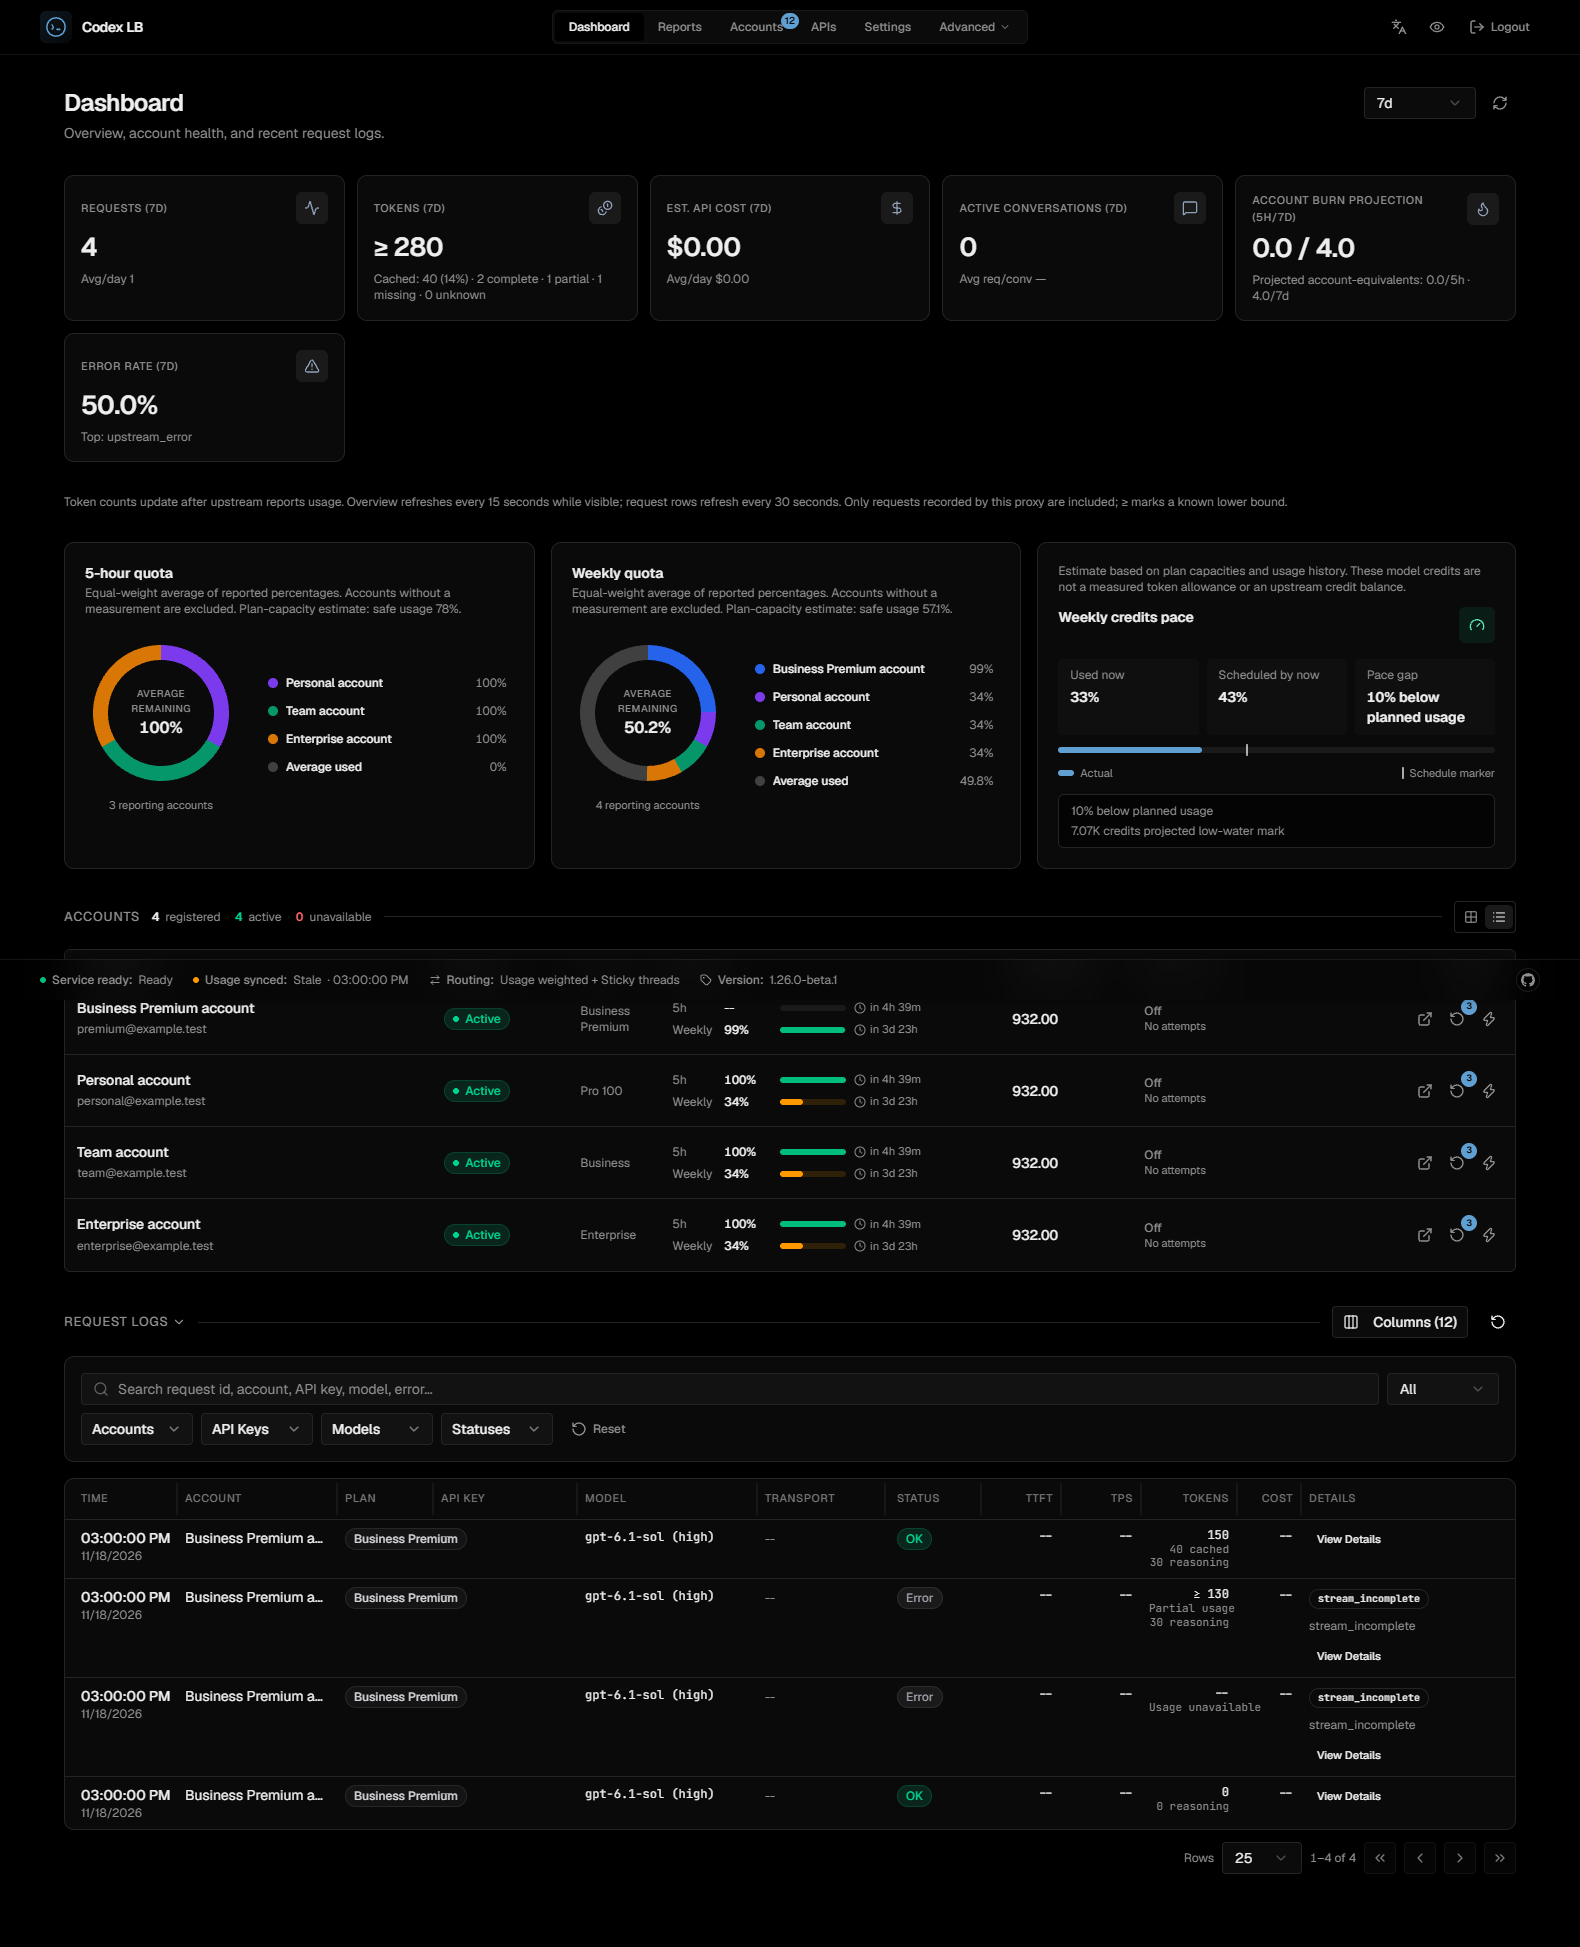 Codex LB
Dashboard
Reports
Accounts
12
APIs
Settings
Advanced
Logout
Dashboard
Overview, account health, and recent request logs.
7d
REQUESTS (7D)
4
Avg/day 1
TOKENS (7D)
≥ 280
Cached: 40 (14%) · 2 complete · 1 partial · 1
missing · 0 unknown
EST. API COST (7D)
$0.00
Avg/day $0.00
ACTIVE CONVERSATIONS (7D)
0
Avg req/conv —
ACCOUNT BURN PROJECTION
(5H/7D)
0.0 / 4.0
Projected account-equivalents: 0.0/5h ·
4.0/7d
ERROR RATE (7D)
50.0%
Top: upstream_error
Token counts update after upstream reports usage. Overview refreshes every 15 seconds while visible; request rows refresh every 30 seconds. Only requests recorded by this proxy are included; ≥ marks a known lower bound.
5-hour quota
Equal-weight average of reported percentages. Accounts without a
measurement are excluded. Plan-capacity estimate: safe usage 78%.
AVERAGE
REMAINING
100%
3 reporting accounts
Personal account 100%
Team account 100%
Enterprise account 100%
Average used 0%
Weekly quota
Equal-weight average of reported percentages. Accounts without a
measurement are excluded. Plan-capacity estimate: safe usage 57.1%.
AVERAGE
REMAINING
50.2%
4 reporting accounts
Business Premium account 99%
Personal account 34%
Team account 34%
Enterprise account 34%
Average used 49.8%
Estimate based on plan capacities and usage history. These model credits are
not a measured token allowance or an upstream credit balance.
Weekly credits pace
Used now
33%
Scheduled by now
43%
Pace gap
10% below
planned usage
Actual
Schedule marker
10% below planned usage
7.07K credits projected low-water mark
ACCOUNTS 4 registered · 4 active · 0 unavailable
Service ready: Ready
Usage synced: Stale · 03:00:00 PM
Routing: Usage weighted + Sticky threads
Version: 1.26.0-beta.1
Business Premium account
premium@example.test
Active
Business
Premium
5h -- in 4h 39m
Weekly 99% in 3d 23h
932.00
Off
No attempts
3
Personal account
personal@example.test
Active
Pro 100
5h 100% in 4h 39m
Weekly 34% in 3d 23h
932.00
Off
No attempts
3
Team account
team@example.test
Active
Business
5h 100% in 4h 39m
Weekly 34% in 3d 23h
932.00
Off
No attempts
3
Enterprise account
enterprise@example.test
Active
Enterprise
5h 100% in 4h 39m
Weekly 34% in 3d 23h
932.00
Off
No attempts
3
REQUEST LOGS
Columns (12)
Search request id, account, API key, model, error...
All
Accounts
API Keys
Models
Statuses
Reset
TIME ACCOUNT PLAN API KEY MODEL TRANSPORT STATUS TTFT TPS TOKENS COST DETAILS
03:00:00 PM Business Premium a... Business Premium gpt-6.1-sol (high) -- OK -- -- 150 -- View Details
11/18/2026 40 cached
30 reasoning
03:00:00 PM Business Premium a... Business Premium gpt-6.1-sol (high) -- Error -- -- ≥ 130 -- stream_incomplete
11/18/2026 Partial usage
30 reasoning stream_incomplete
View Details
03:00:00 PM Business Premium a... Business Premium gpt-6.1-sol (high) -- Error -- -- -- -- stream_incomplete
11/18/2026 Usage unavailable
stream_incomplete
View Details
03:00:00 PM Business Premium a... Business Premium gpt-6.1-sol (high) -- OK -- -- 0 -- View Details
11/18/2026 0 reasoning
Rows 25 1–4 of 4